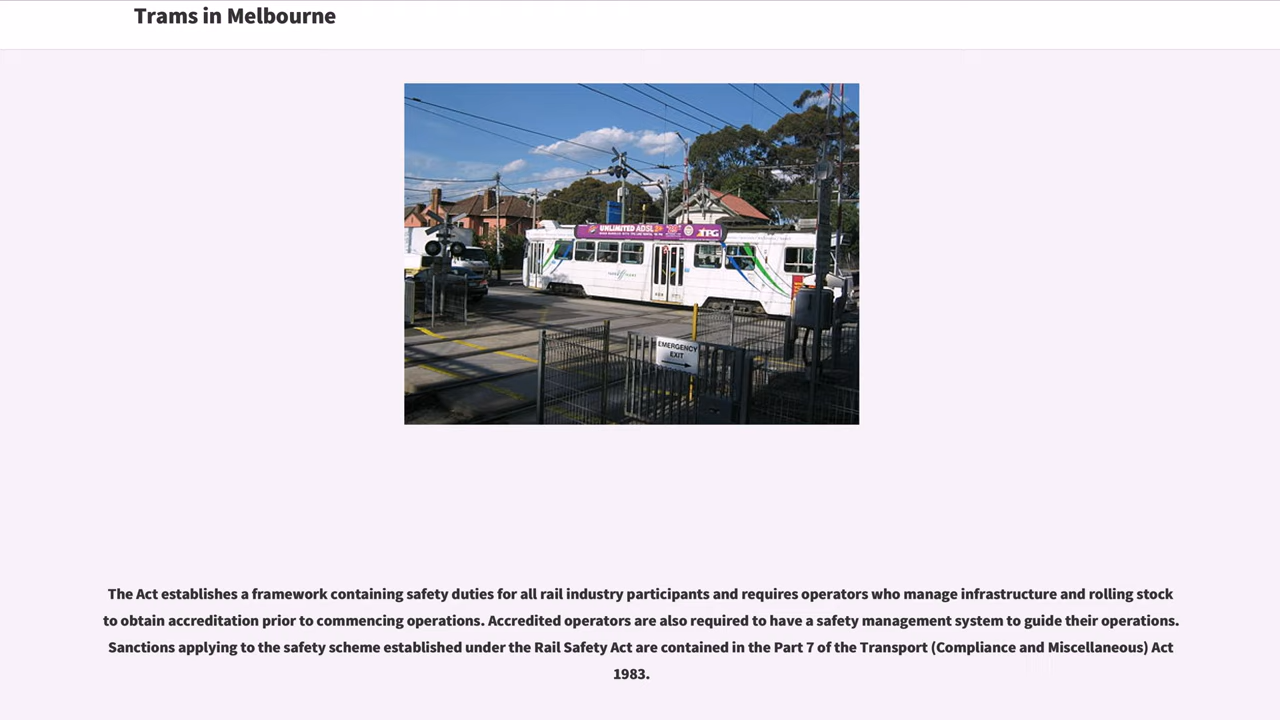 Trams in Melbourne
UNLIMITED ADSL
TPG
EMERGENCY
EXIT
The Act establishes a framework containing safety duties for all rail industry participants and requires operators who manage infrastructure and rolling stock
to obtain accreditation prior to commencing operations. Accredited operators are also required to have a safety management system to guide their operations.
Sanctions applying to the safety scheme established under the Rail Safety Act are contained in the Part 7 of the Transport (Compliance and Miscellaneous) Act
1983.